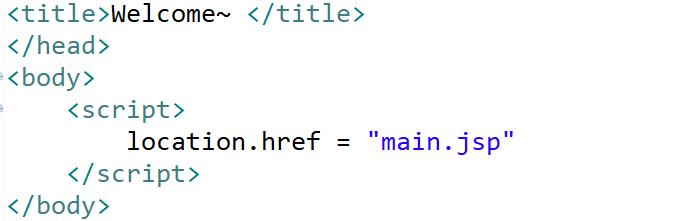 <title>Welcome~ </title>
</head>
<body>
    <script>
        location.href = "main.jsp"
    </script>
</body>